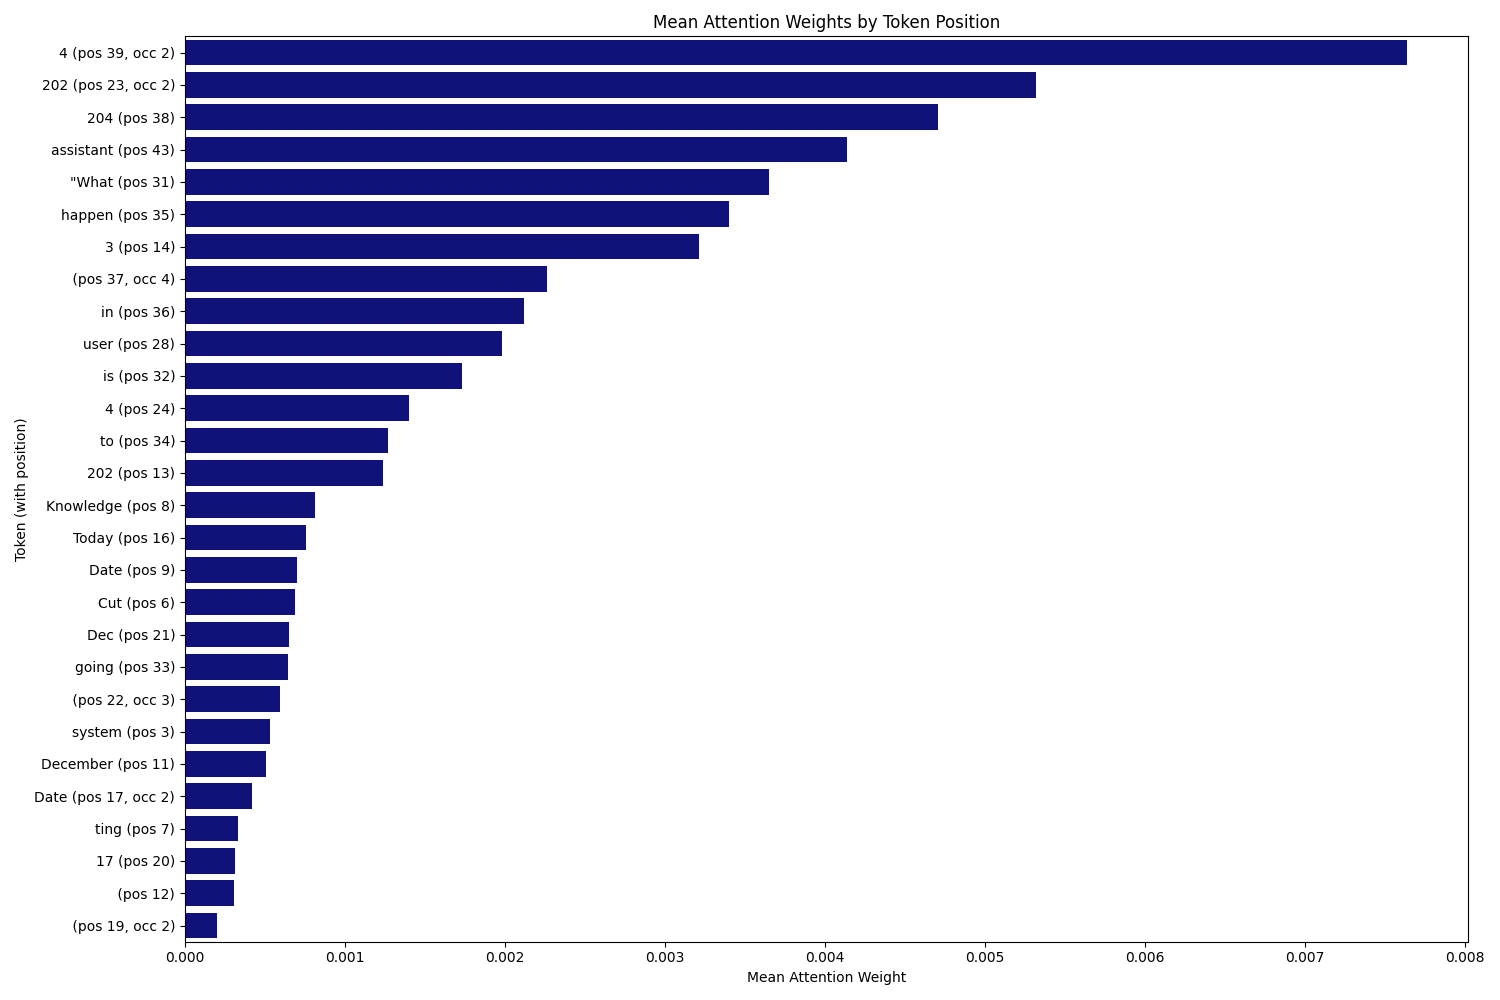 Mean Attention Weights by Token Position
4 (pos 39, occ 2)
202 (pos 23, occ 2)
204 (pos 38)
assistant (pos 43)
"What (pos 31)
happen (pos 35)
3 (pos 14)
(pos 37, occ 4)
in (pos 36)
user (pos 28)
is (pos 32)
4 (pos 24)
to (pos 34)
202 (pos 13)
Knowledge (pos 8)
Today (pos 16)
Date (pos 9)
Cut (pos 6)
Dec (pos 21)
going (pos 33)
(pos 22, occ 3)
system (pos 3)
December (pos 11)
Date (pos 17, occ 2)
ting (pos 7)
17 (pos 20)
(pos 12)
(pos 19, occ 2)
Token (with position)
0.000 0.001 0.002 0.003 0.004 0.005 0.006 0.007 0.008
Mean Attention Weight